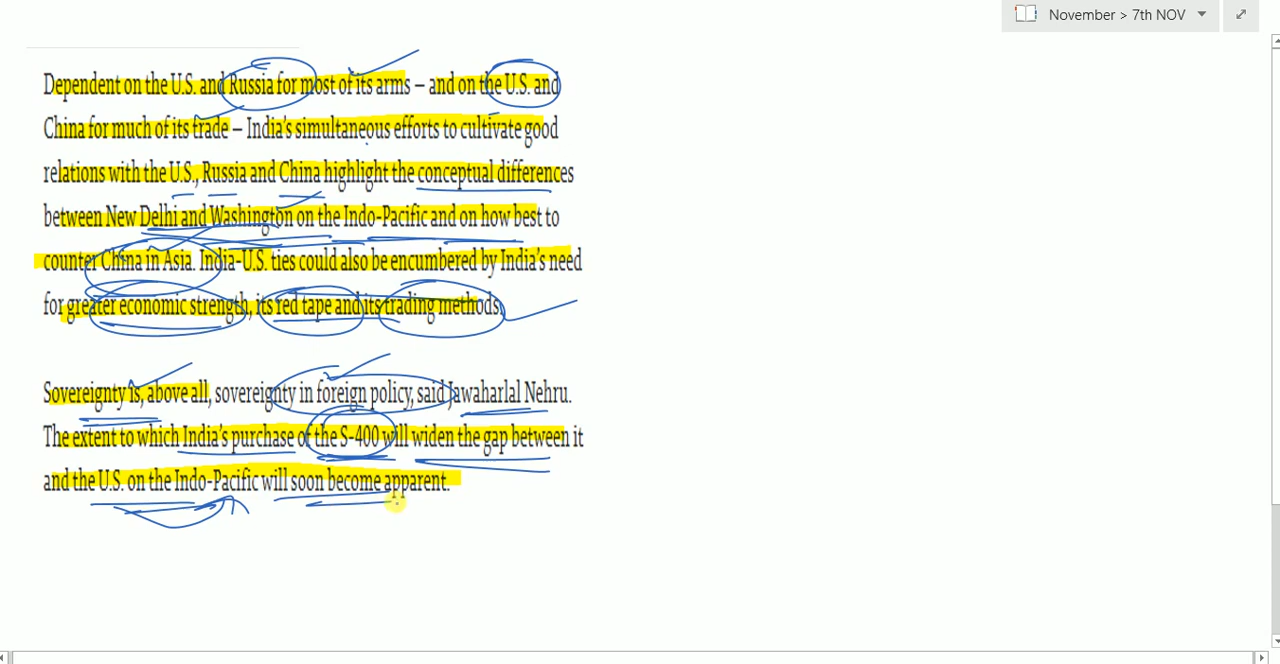 November > 7th NOV
Dependent on the U.S. and Russia for most of its arms – and on the U.S. and
China for much of its trade – India's simultaneous efforts to cultivate good
relations with the U.S., Russia and China highlight the conceptual differences
between New Delhi and Washington on the Indo-Pacific and on how best to
counter China in Asia. India-U.S. ties could also be encumbered by India's need
for greater economic strength, its red tape and its trading methods.
Sovereignty is, above all, sovereignty in foreign policy, said Jawaharlal Nehru.
The extent to which India's purchase of the S-400 will widen the gap between it
and the U.S. on the Indo-Pacific will soon become apparent.